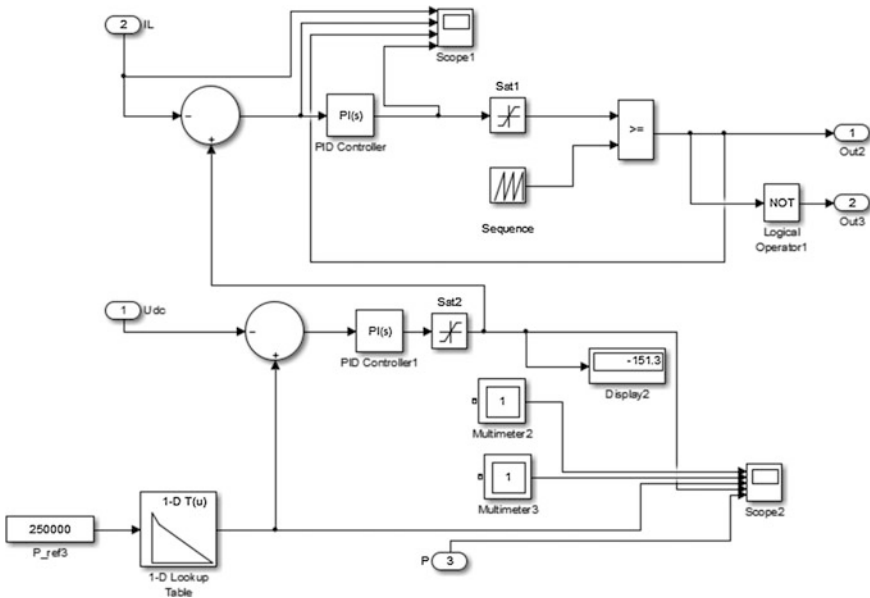 2
IL
Scope1
-
+
PI(s)
PID Controller
Sat1
>=
1
Out2
Sequence
NOT
Logical
Operator1
2
Out3
1
Udc
-
+
PI(s)
PID Controller1
Sat2
-151.3
Display2
1
Multimeter2
1
Multimeter3
Scope2
250000
P_ref3
1-D T(u)
1-D Lookup
Table
P
3